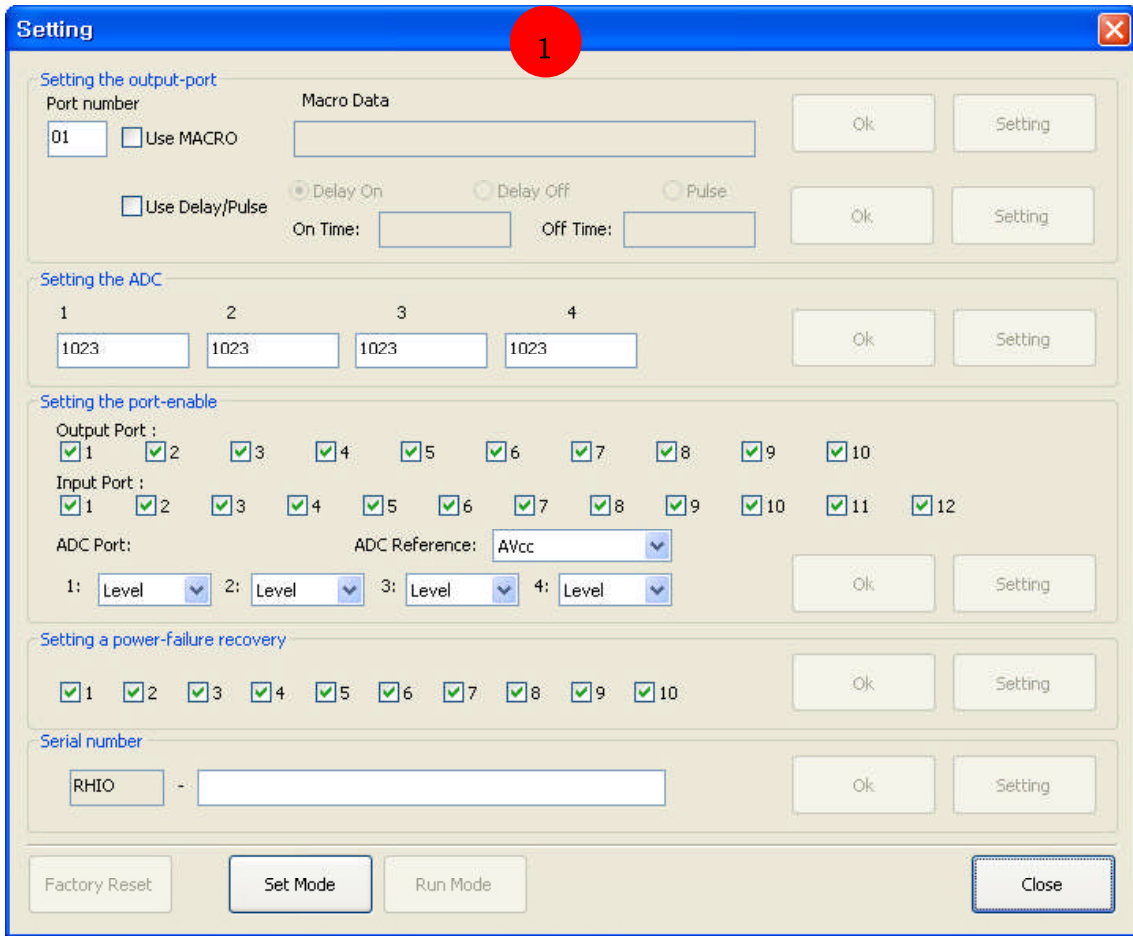 Setting
1
Setting the output-port
Port number Macro Data
01 Use MACRO Ok Setting
Use Delay/Pulse Delay On Delay Off Pulse
On Time: Off Time: Ok Setting
Setting the ADC
1 2 3 4
1023 1023 1023 1023 Ok Setting
Setting the port-enable
Output Port :
1 2 3 4 5 6 7 8 9 10
Input Port :
1 2 3 4 5 6 7 8 9 10 11 12
ADC Port: ADC Reference: AVcc
1: Level 2: Level 3: Level 4: Level Ok Setting
Setting a power-failure recovery
1 2 3 4 5 6 7 8 9 10 Ok Setting
Serial number
RHIO - Ok Setting
Factory Reset Set Mode Run Mode Close